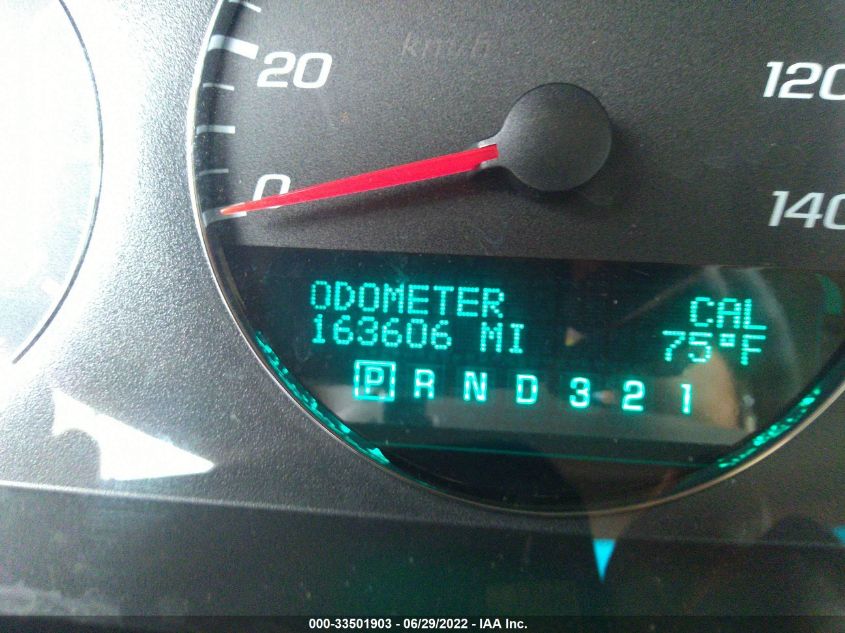 km/h
20
120
0
140
ODOMETER CAL
163606 MI 75°F
P R N D 3 2 1
000-33501903 - 06/29/2022 - IAA Inc.